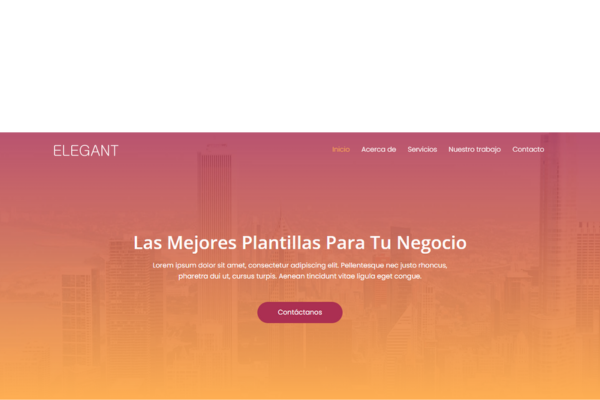 ELEGANT
Inicio Acerca de Servicios Nuestro trabajo Contacto
Las Mejores Plantillas Para Tu Negocio
Lorem ipsum dolor sit amet, consectetur adipiscing elit. Pellentesque nec justo rhoncus,
pharetra dui ut, cursus turpis. Aenean tincidunt vitae ligula eget congue.
Contáctanos